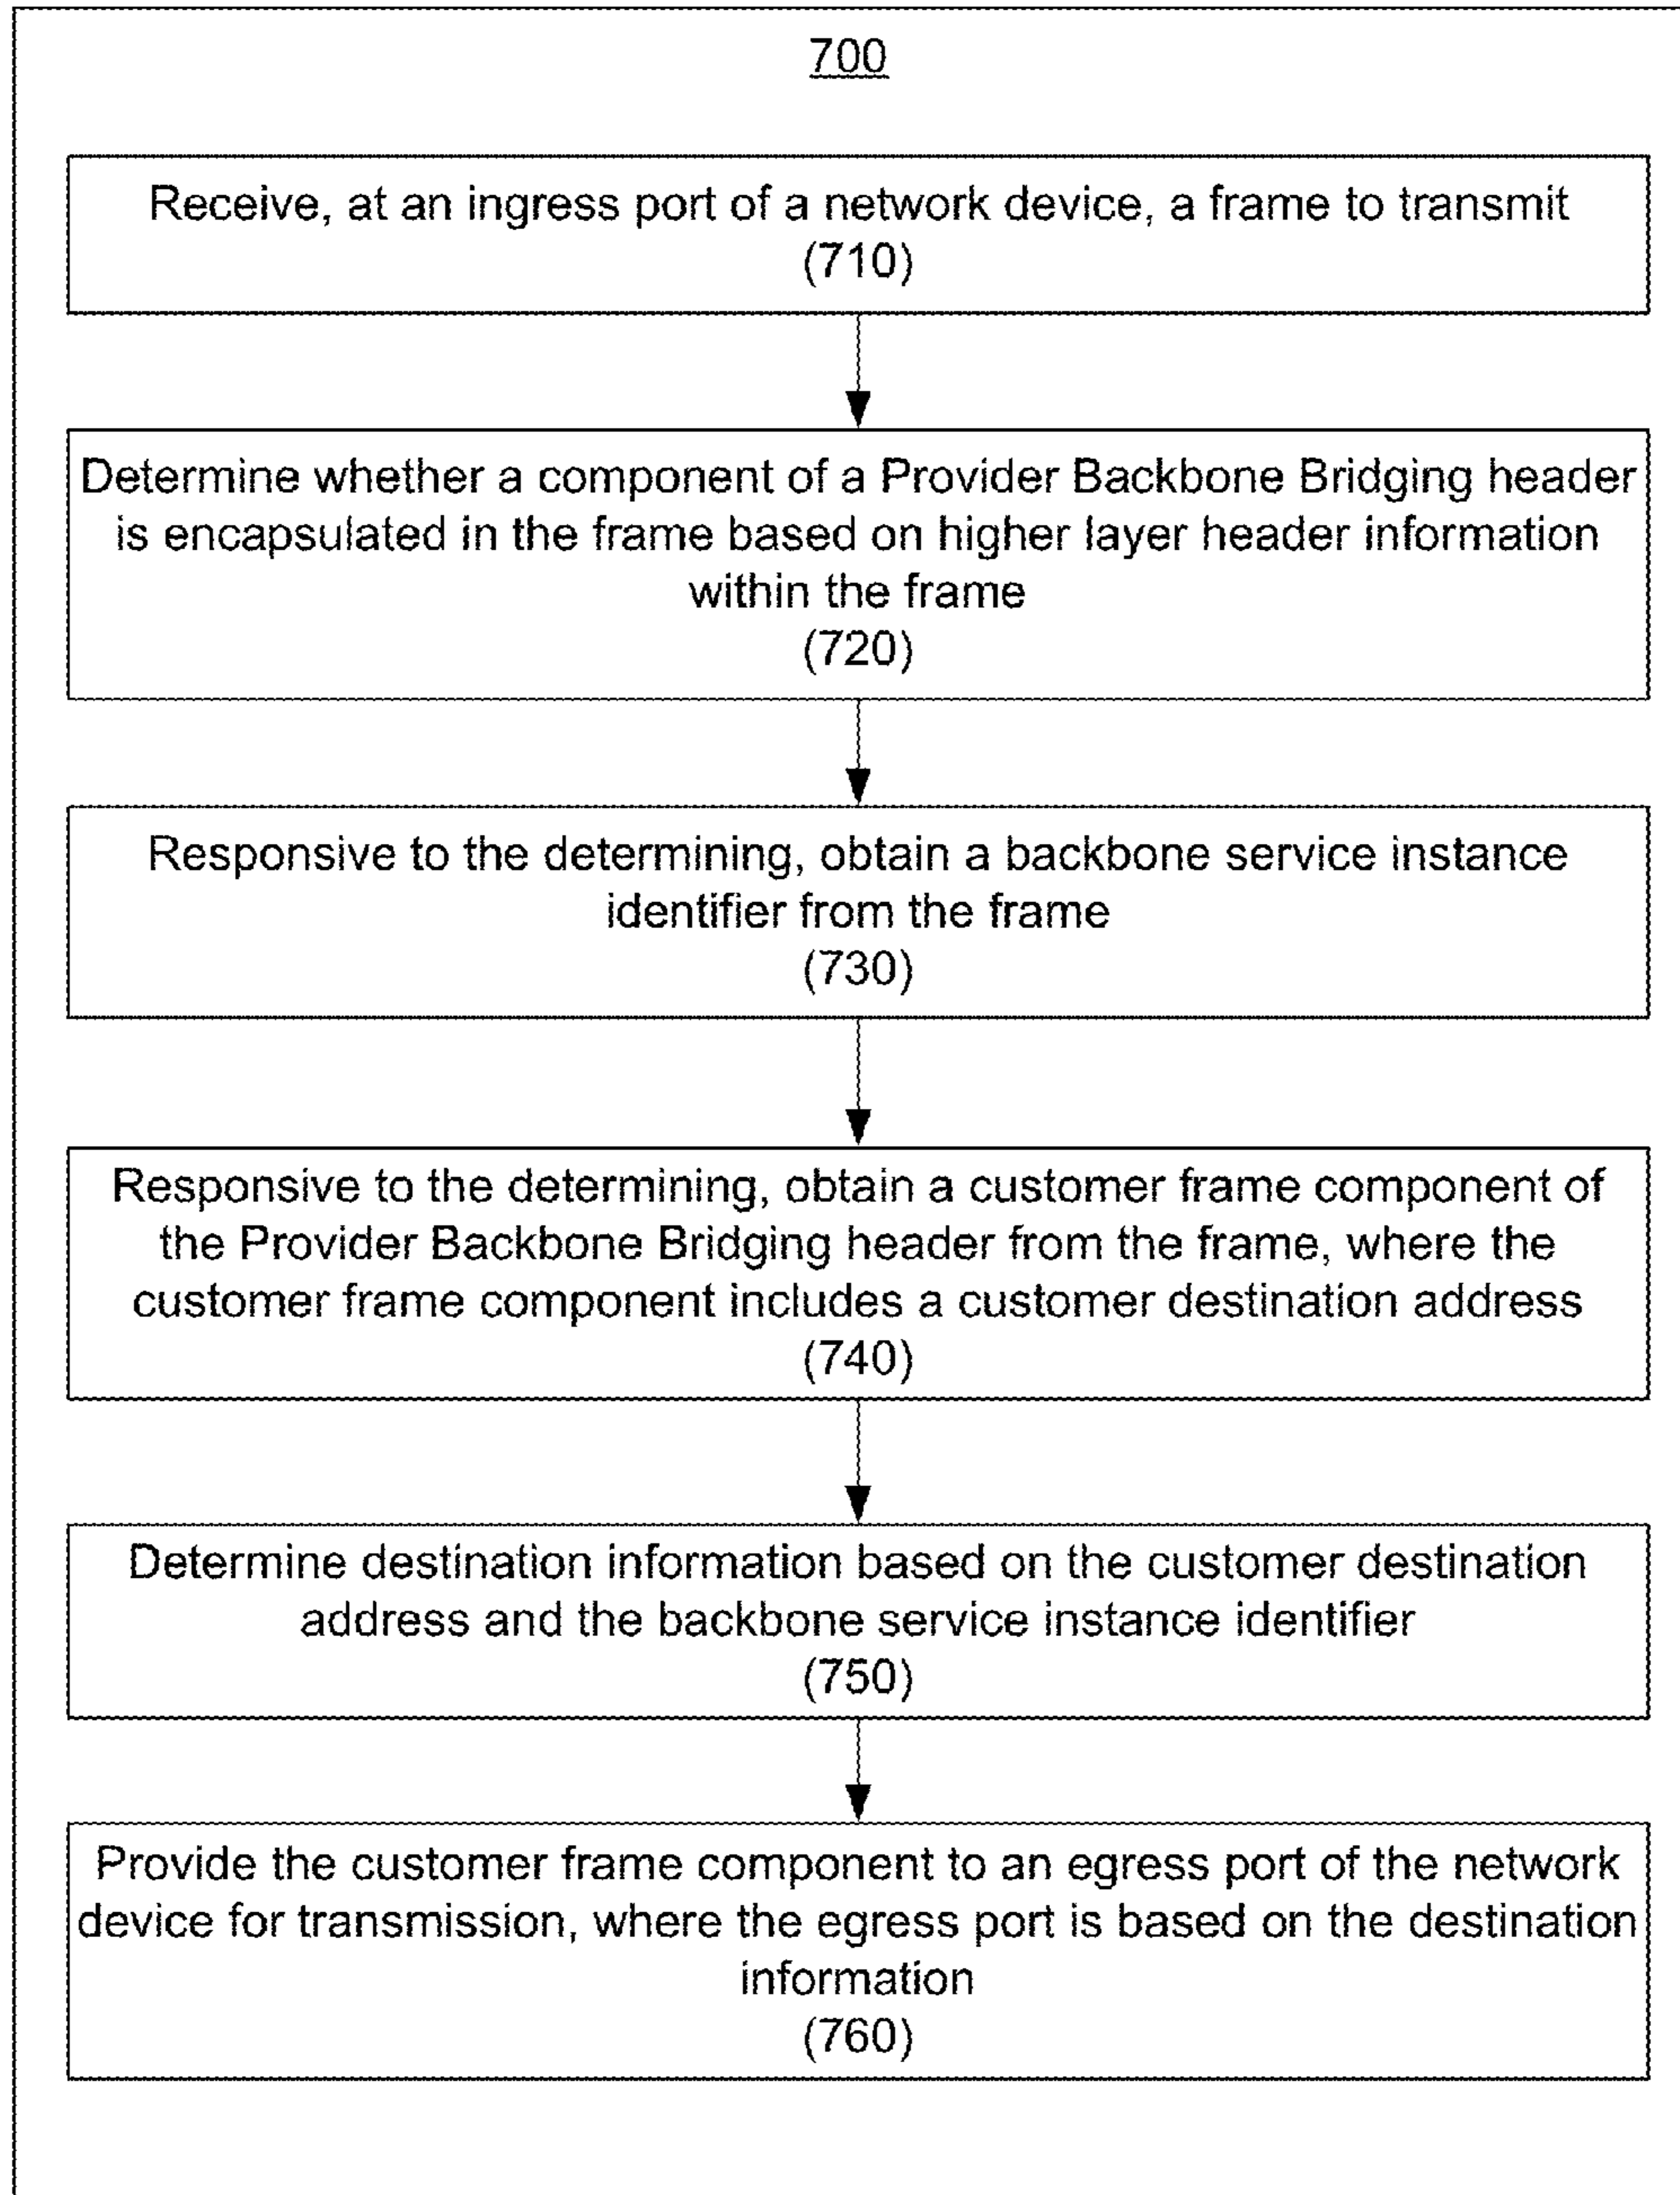 700
Receive, at an ingress port of a network device, a frame to transmit
(710)
Determine whether a component of a Provider Backbone Bridging header
is encapsulated in the frame based on higher layer header information
within the frame
(720)
Responsive to the determining, obtain a backbone service instance
identifier from the frame
(730)
Responsive to the determining, obtain a customer frame component of
the Provider Backbone Bridging header from the frame, where the
customer frame component includes a customer destination address
(740)
Determine destination information based on the customer destination
address and the backbone service instance identifier
(750)
Provide the customer frame component to an egress port of the network
device for transmission, where the egress port is based on the destination
information
(760)